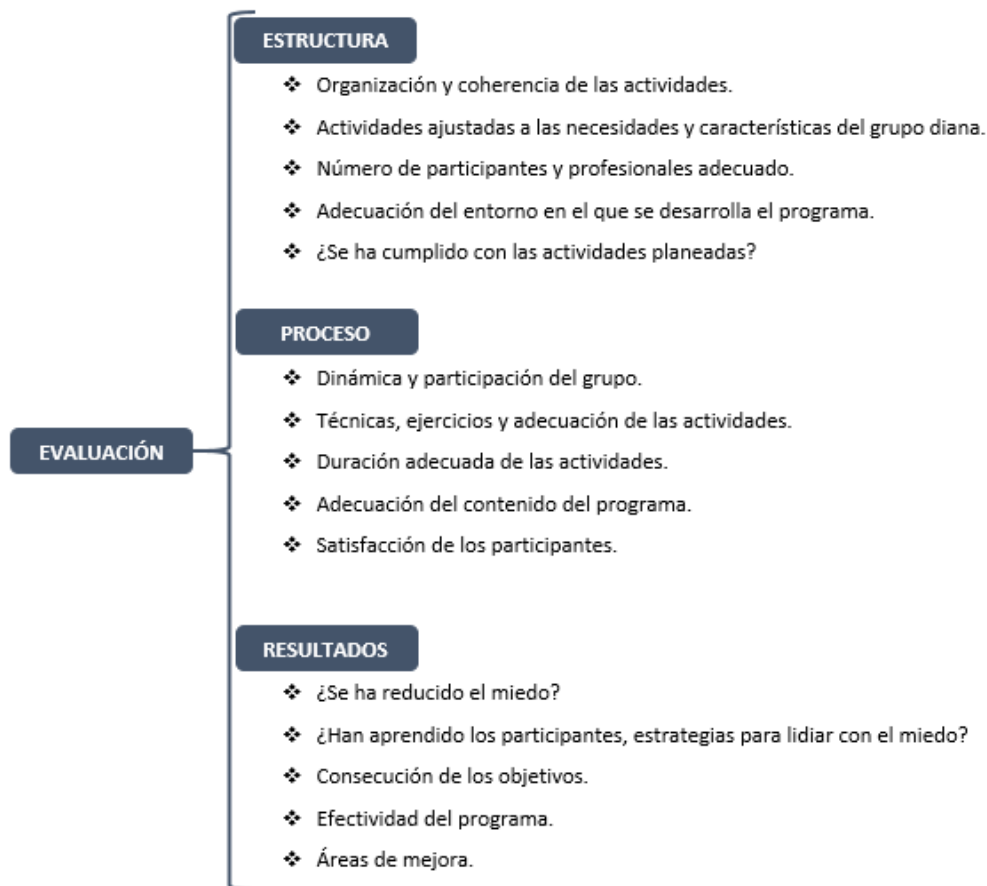 ESTRUCTURA
❖ Organización y coherencia de las actividades.
❖ Actividades ajustadas a las necesidades y características del grupo diana.
❖ Número de participantes y profesionales adecuado.
❖ Adecuación del entorno en el que se desarrolla el programa.
❖ ¿Se ha cumplido con las actividades planeadas?
PROCESO
❖ Dinámica y participación del grupo.
❖ Técnicas, ejercicios y adecuación de las actividades.
EVALUACIÓN
❖ Duración adecuada de las actividades.
❖ Adecuación del contenido del programa.
❖ Satisfacción de los participantes.
RESULTADOS
❖ ¿Se ha reducido el miedo?
❖ ¿Han aprendido los participantes, estrategias para lidiar con el miedo?
❖ Consecución de los objetivos.
❖ Efectividad del programa.
❖ Áreas de mejora.